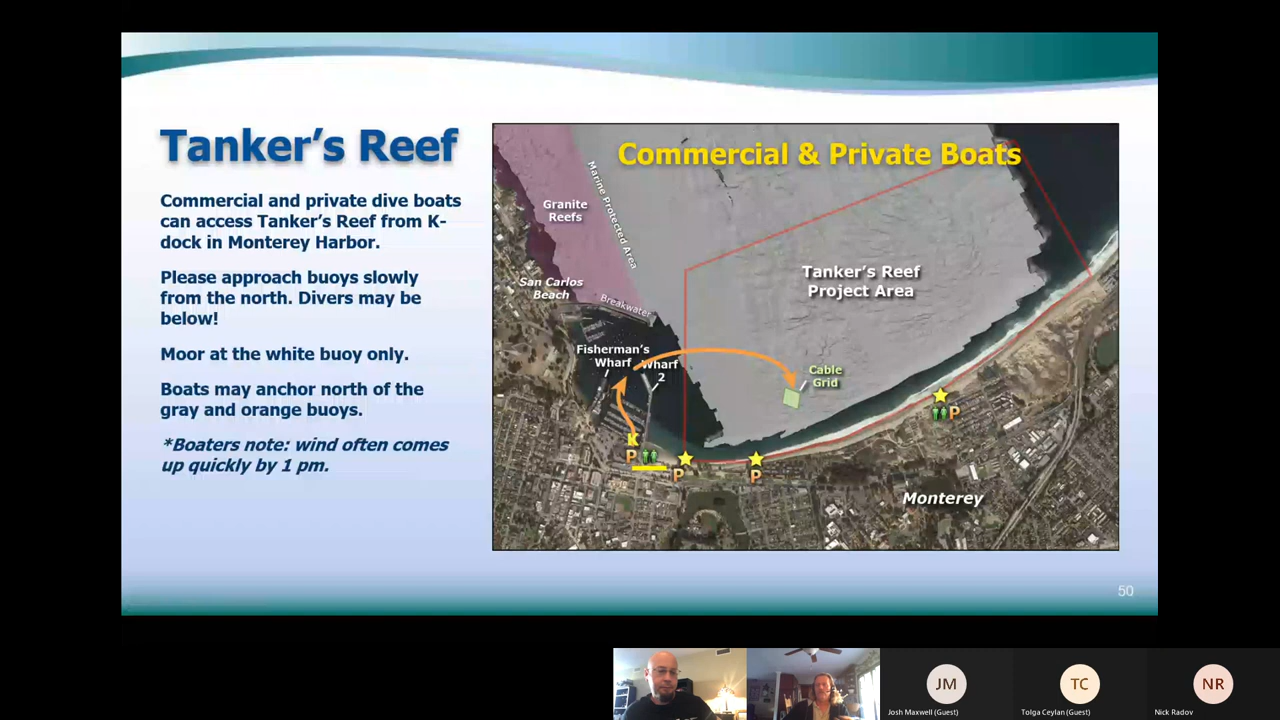 Tanker's Reef
Commercial and private dive boats
can access Tanker's Reef from K-
dock in Monterey Harbor.
Please approach buoys slowly
from the north. Divers may be
below!
Moor at the white buoy only.
Boats may anchor north of the
gray and orange buoys.
*Boaters note: wind often comes
up quickly by 1 pm.
Commercial & Private Boats
Marine Protected Area
Granite
Reefs
Tanker's Reef
Project Area
San Carlos
Beach
Breakwater
Fisherman's
Wharf
Wharf
2
Cable
Grid
K
P
P
P
P
Monterey
50
JM
TC
NR
Josh Maxwell (Guest)
Tolga Ceylan (Guest)
Nick Radov